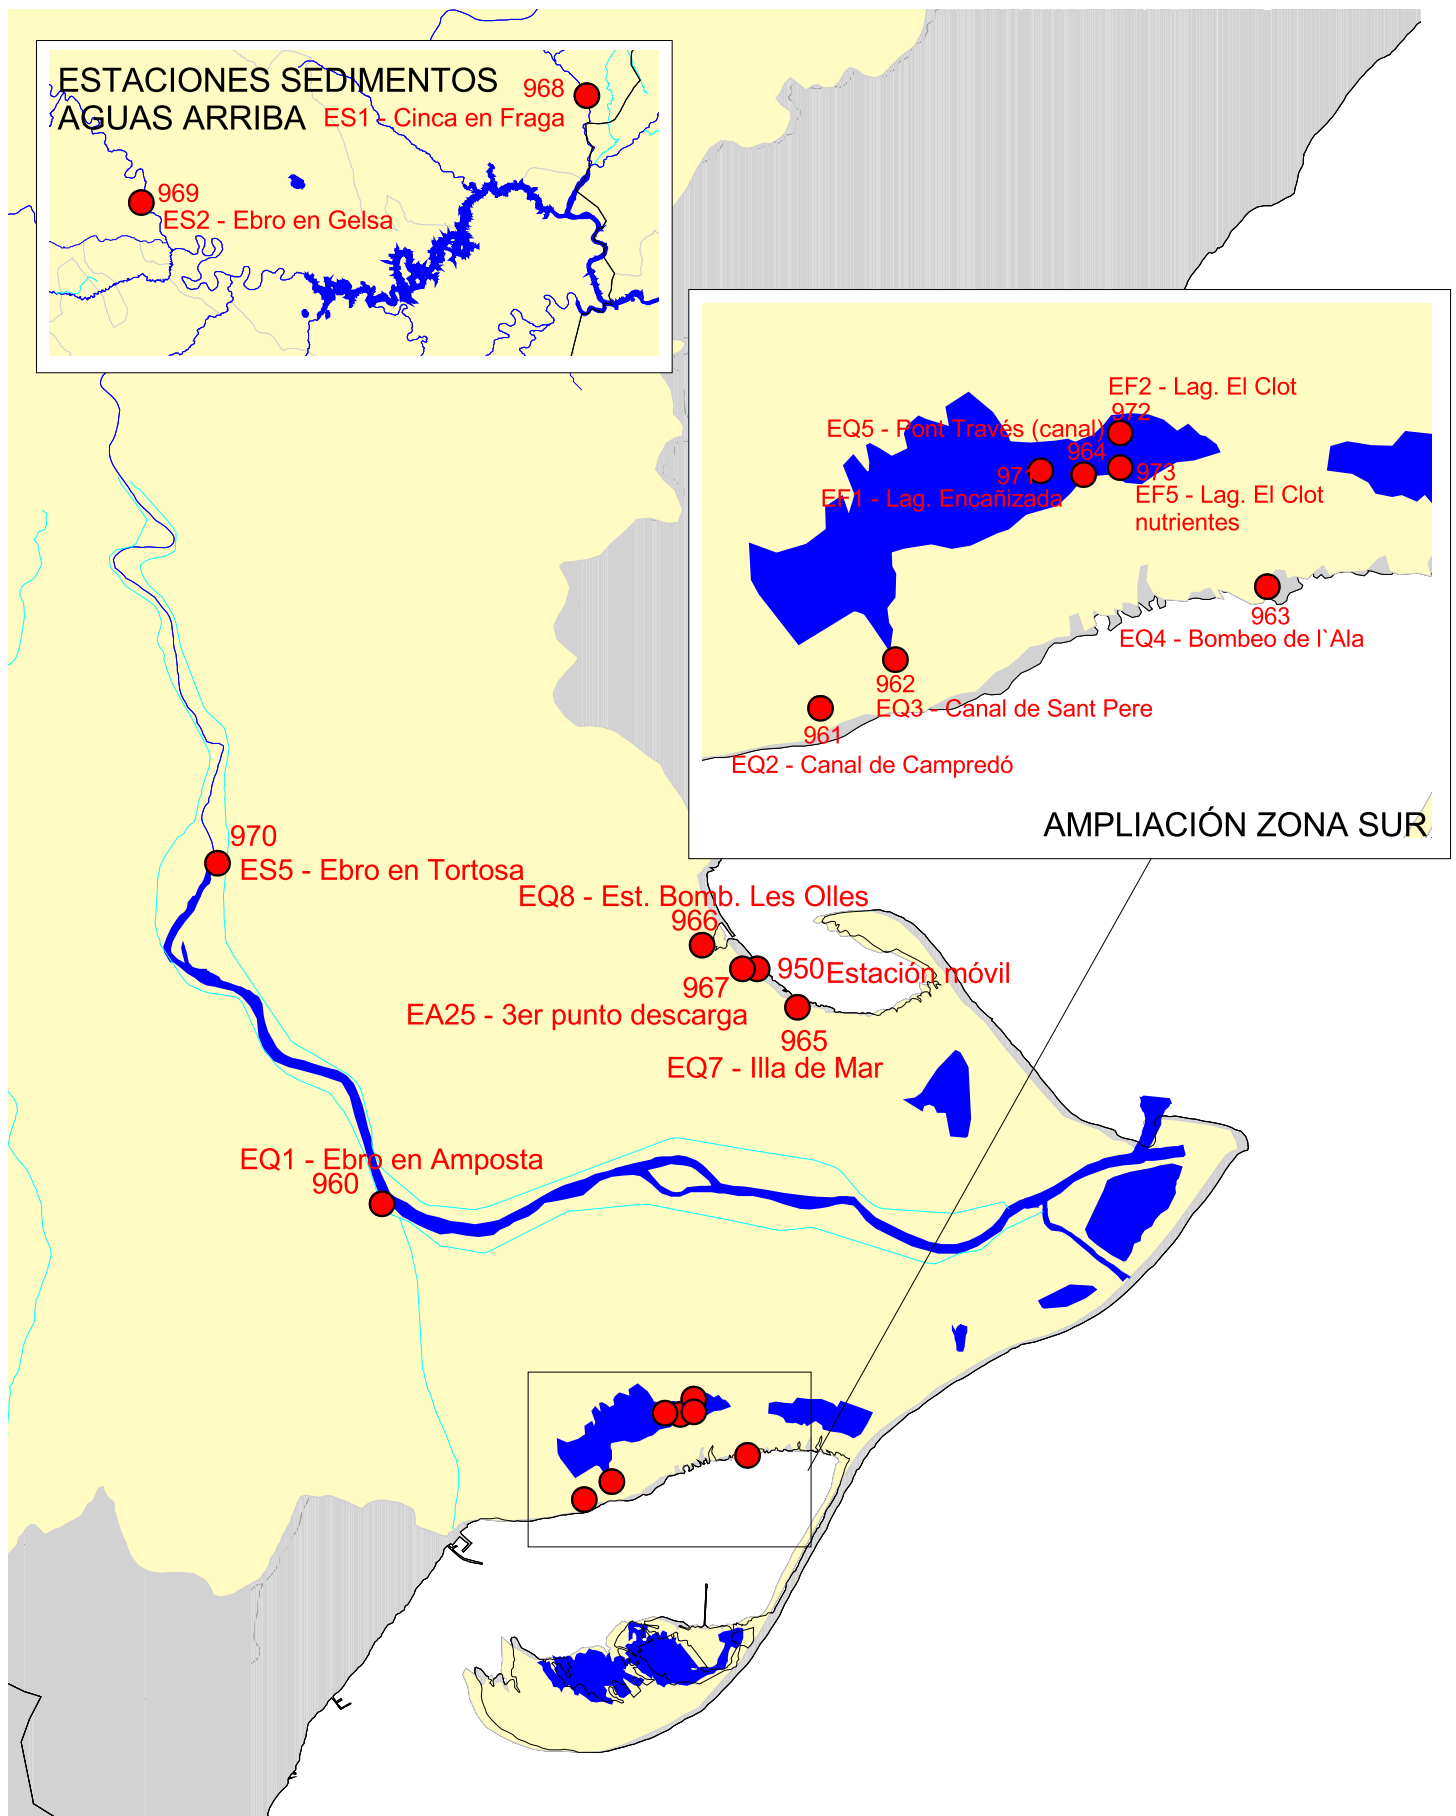 ESTACIONES SEDIMENTOS
AGUAS ARRIBA
968
ES1 - Cinca en Fraga
969
ES2 - Ebro en Gelsa
EF2 - Lag. El Clot
972
EQ5 - Pont Través (canal)
964
971
973
EF1 - Lag. Encañizada
EF5 - Lag. El Clot
nutrientes
963
EQ4 - Bombeo de l`Ala
962
EQ3 - Canal de Sant Pere
961
EQ2 - Canal de Campredó
AMPLIACIÓN ZONA SUR
970
ES5 - Ebro en Tortosa
EQ8 - Est. Bomb. Les Olles
966
950 Estación móvil
967
EA25 - 3er punto descarga
965
EQ7 - Illa de Mar
EQ1 - Ebro en Amposta
960